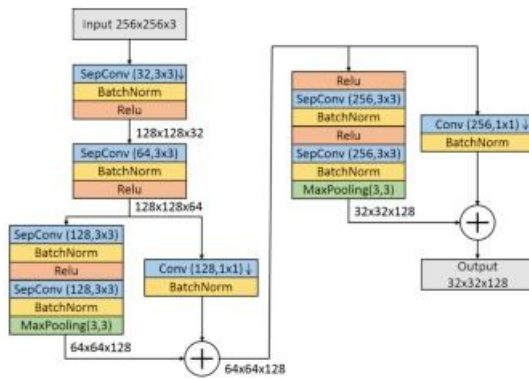 Input 256x256x3
SepConv (32,3x3)↓
BatchNorm
Relu
128x128x32
SepConv (64,3x3)
BatchNorm
Relu
128x128x64
SepConv (128,3x3)
BatchNorm
Relu
SepConv (128,3x3)
BatchNorm
MaxPooling(3,3)
64x64x128
Conv (128,1x1)↓
BatchNorm
64x64x128
Relu
SepConv (256,3x3)
BatchNorm
Relu
SepConv (256,3x3)
BatchNorm
MaxPooling(3,3)
32x32x128
Conv (256,1x1)↓
BatchNorm
Output
32x32x128